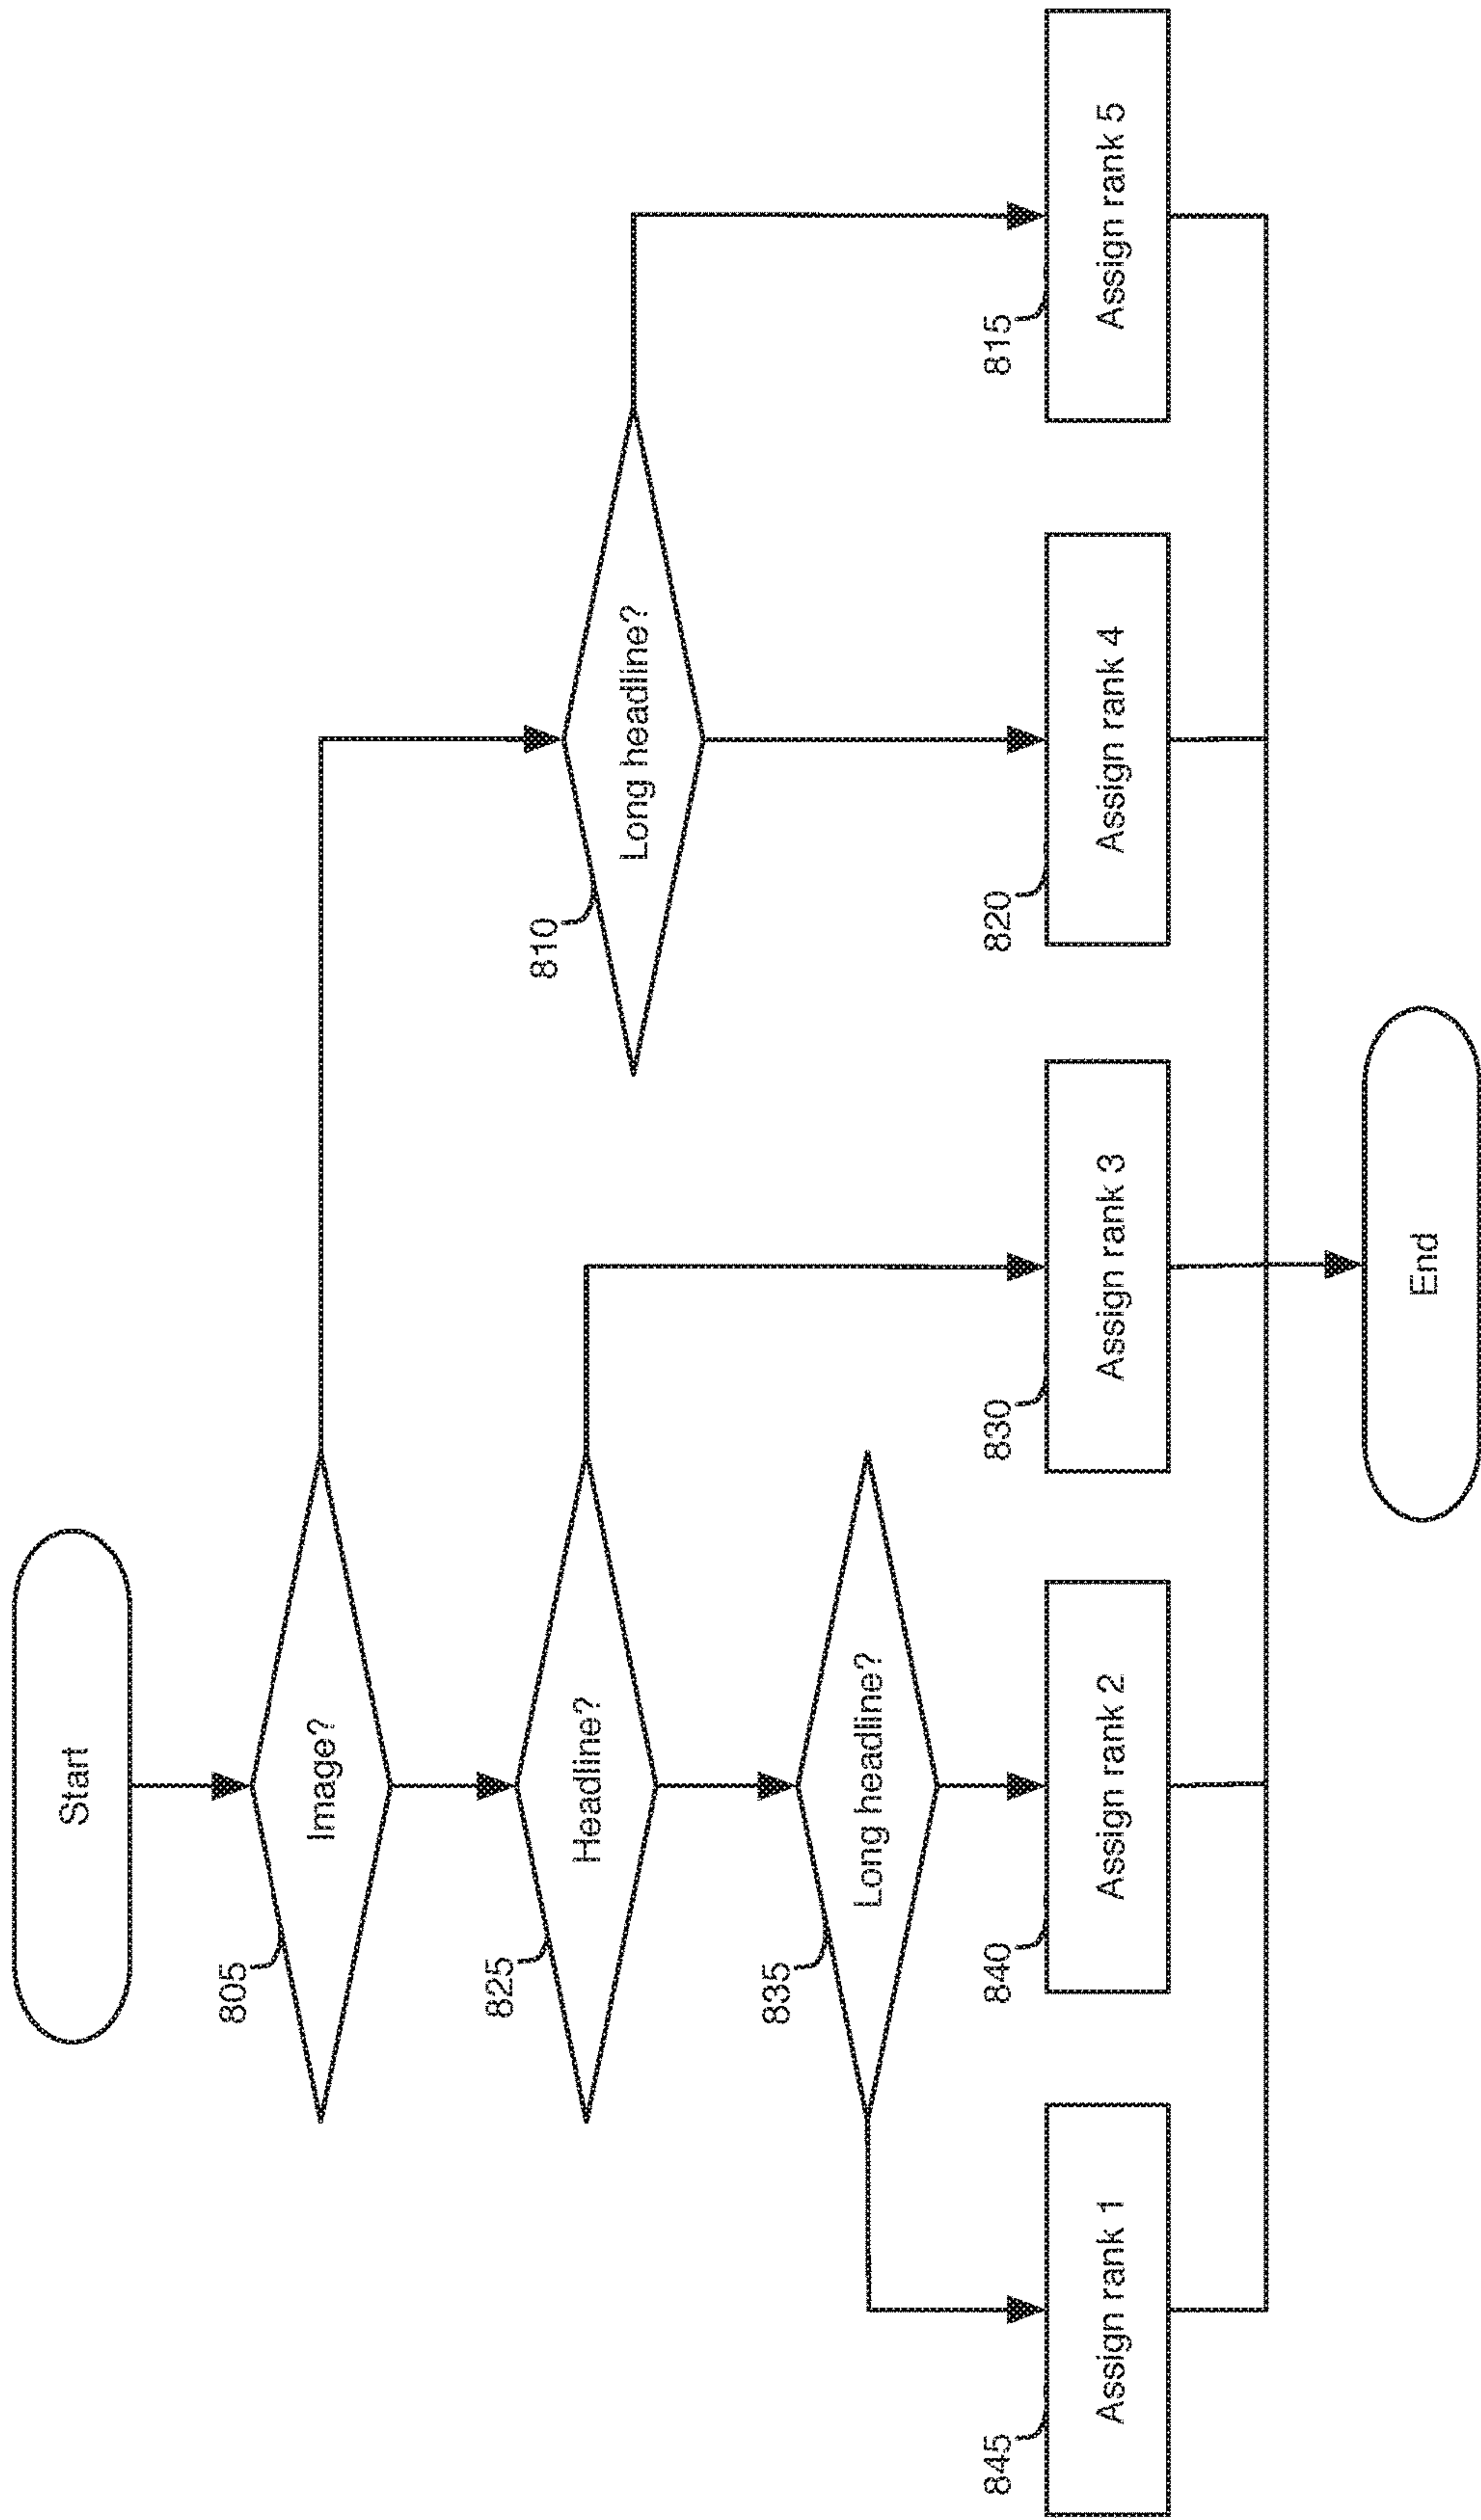 Start
805
Image?
825
Headline?
810
Long headline?
835
Long headline?
845
Assign rank 1
840
Assign rank 2
830
Assign rank 3
820
Assign rank 4
815
Assign rank 5
End